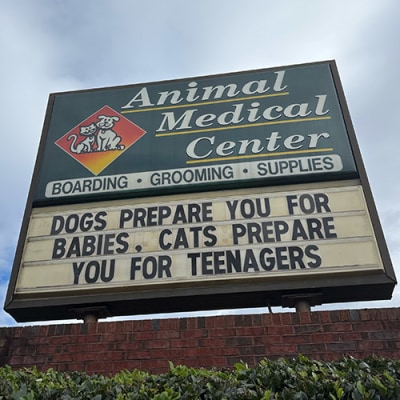 Animal
Medical
Center
BOARDING • GROOMING • SUPPLIES
DOGS PREPARE YOU FOR
BABIES. CATS PREPARE
YOU FOR TEENAGERS